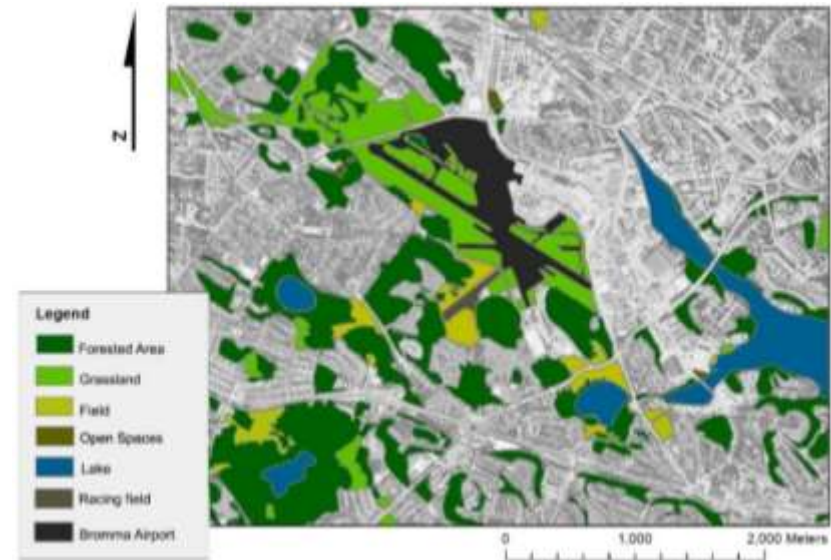 N
Legend
Forested Area
Grassland
Field
Open Spaces
Lake
Racing field
Bromma Airport
0 1,000 2,000 Meters